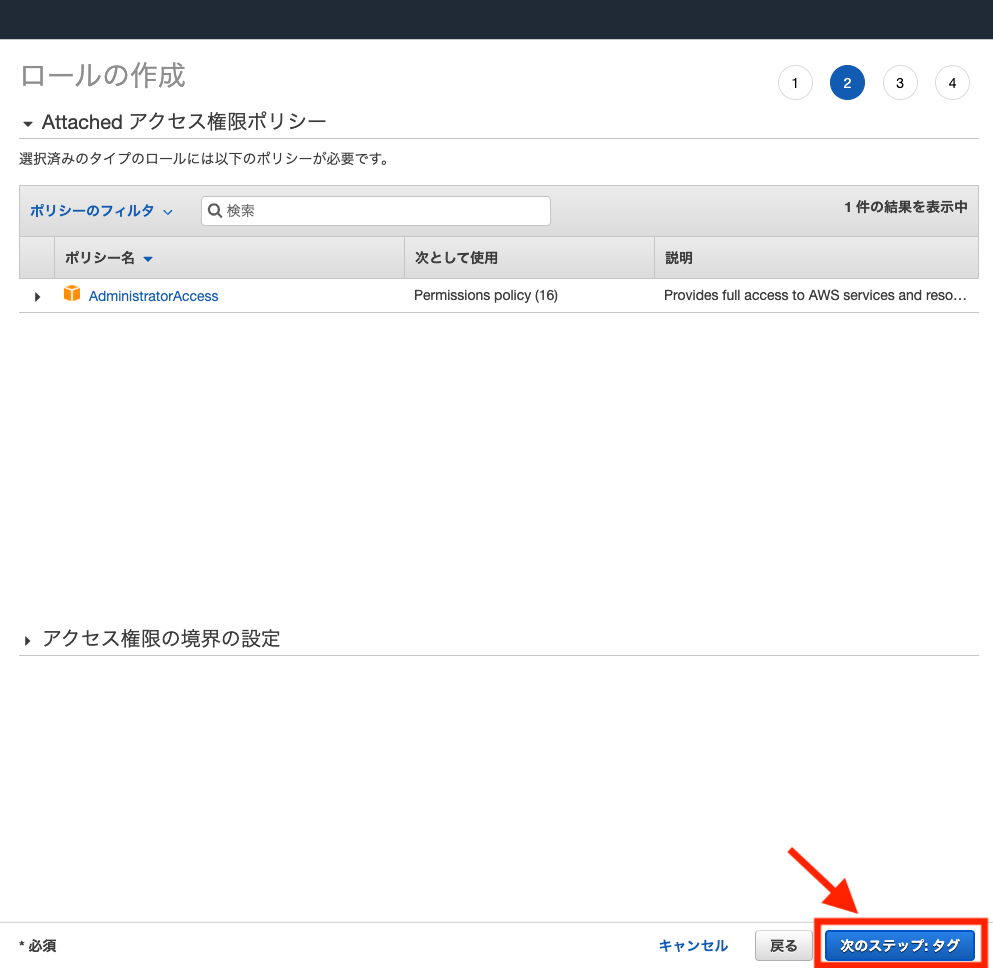 ロールの作成
1 2 3 4
Attached アクセス権限ポリシー
選択済みのタイプのロールには以下のポリシーが必要です。
ポリシーのフィルタ 検索 1 件の結果を表示中
ポリシー名 次として使用 説明
AdministratorAccess Permissions policy (16) Provides full access to AWS services and reso…
アクセス権限の境界の設定
* 必須 キャンセル 戻る 次のステップ: タグ